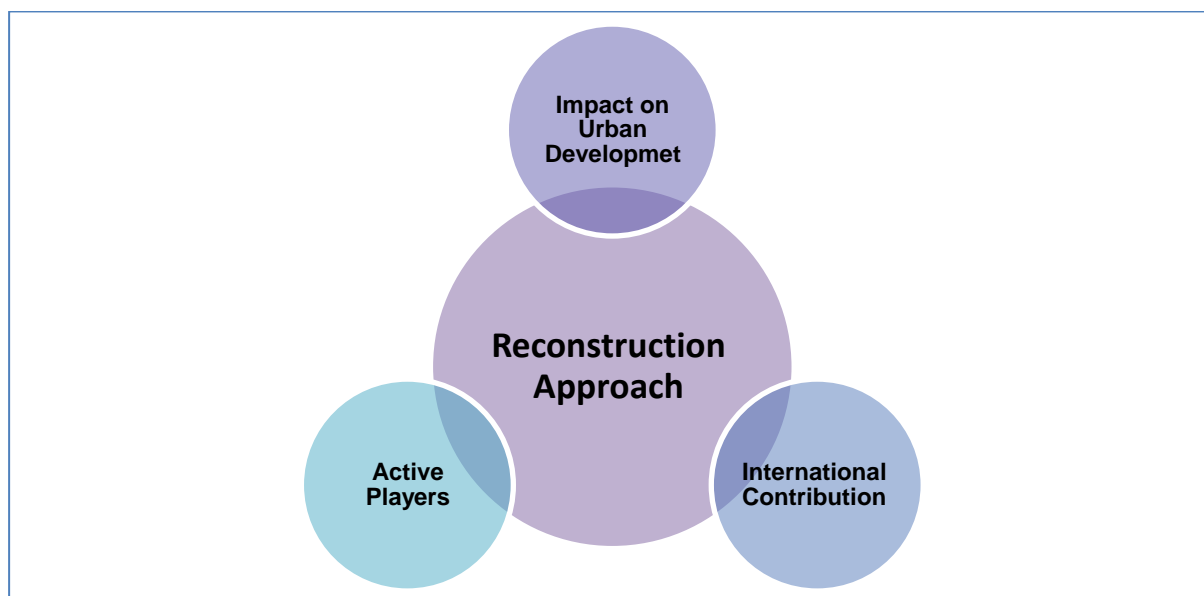 Impact on
Urban
Developmet
Reconstruction
Approach
Active
Players
International
Contribution